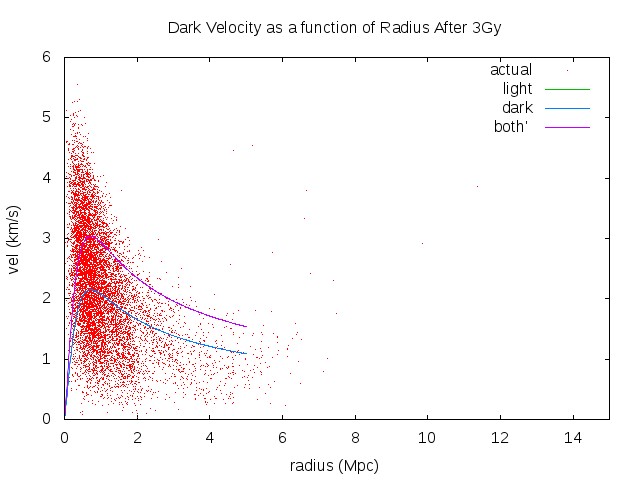 Dark Velocity as a function of Radius After 3Gy
6
actual
light
5
dark
both'
4
vel (km/s)
3
2
1
0
0 2 4 6 8 10 12 14
radius (Mpc)